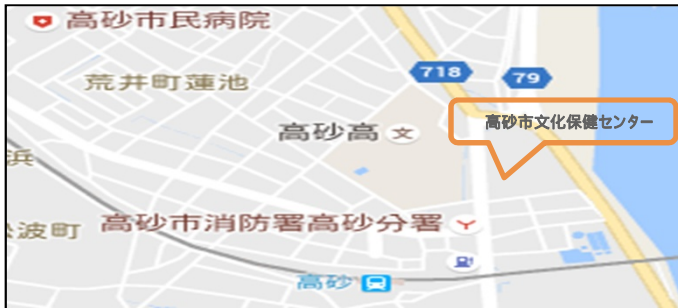 高砂市民病院
荒井町蓮池
718
79
高砂市文化保健センター
高砂高
浜
波町
高砂市消防署高砂分署
高砂